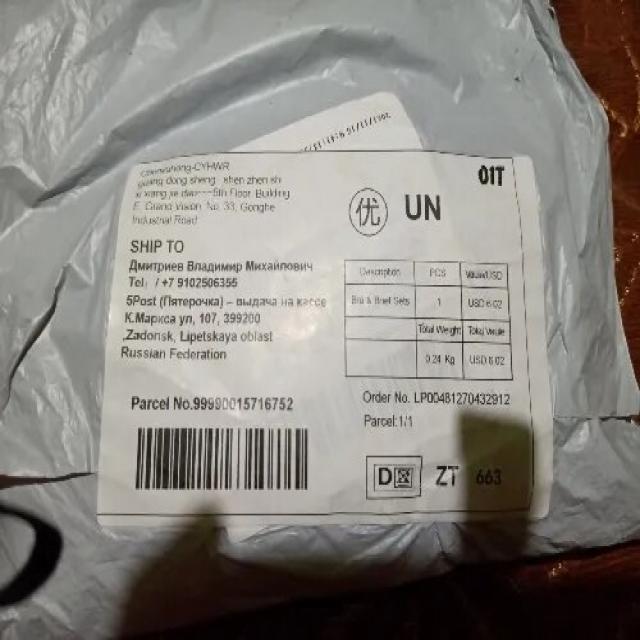 01T
guang dong sheng shen zhen shi
5th Floor, Building
E, Grand Vision, No. 33, Gonghe
Industrial Road
优 UN
SHIP TO
Дмитриев Владимир Михайлович
Tel: / +7 9102506355
5Post (Пятерочка) – выдача на кассе
К.Маркса ул, 107, 399200
,Zadonsk, Lipetskaya oblast
Russian Federation
Description PCS Value/USD
Bra & Brief Sets 1 USD 6.02
Total Weight Total Value
0.24 Kg USD 6.02
Parcel No.99990015716752
Order No. LP00481270432912
Parcel:1/1
D ZT 663